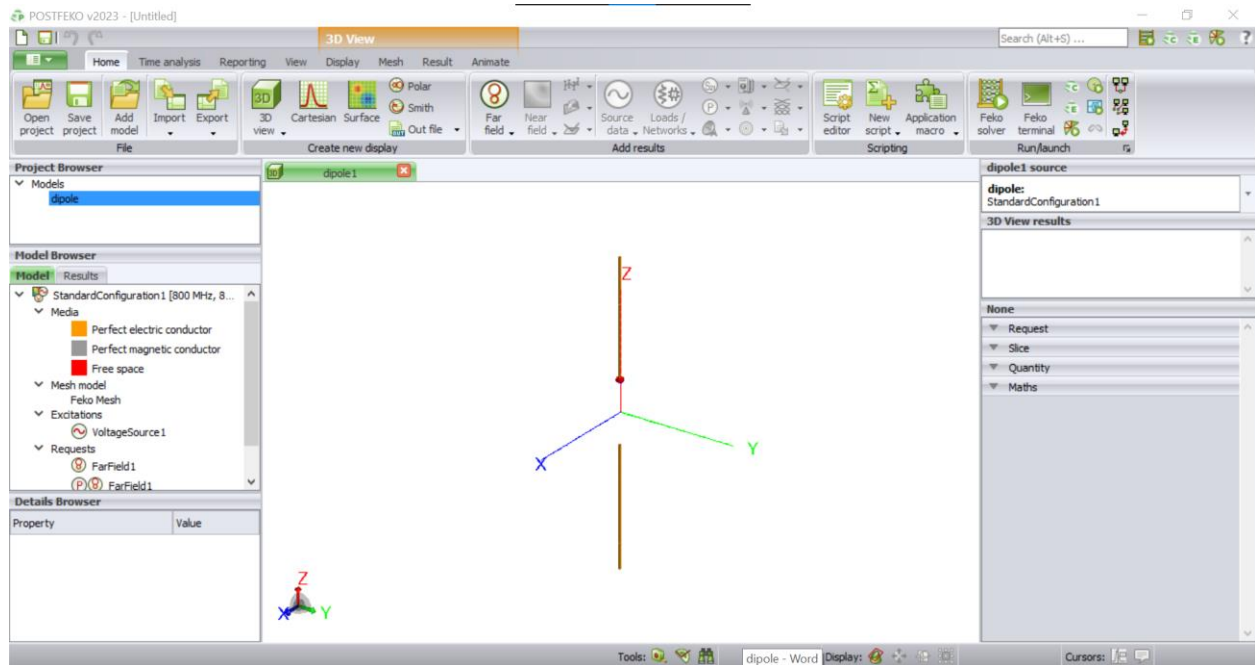 POSTFEKO v2023 - [Untitled]
3D View
Search (Alt+S) ...
Home Time analysis Reporting View Display Mesh Result Animate
Open project
Save project
Add model
Import
Export
File
3D view
Cartesian
Surface
Polar
Smith
Out file
Create new display
Far field
Near field
Source data
Loads / Networks
Add results
Script editor
New script
Application macro
Scripting
Feko solver
Feko terminal
Run/launch
Project Browser
Models
dipole
Model Browser
Model Results
StandardConfiguration1 [800 MHz, 8...
Media
Perfect electric conductor
Perfect magnetic conductor
Free space
Mesh model
Feko Mesh
Excitations
VoltageSource1
Requests
FarField1
FarField1
Details Browser
Property Value
dipole1
Z
X
Y
Z
X
Y
dipole1 source
dipole:
StandardConfiguration1
3D View results
None
Request
Slice
Quantity
Maths
Tools: dipole - Word Display: Cursors: